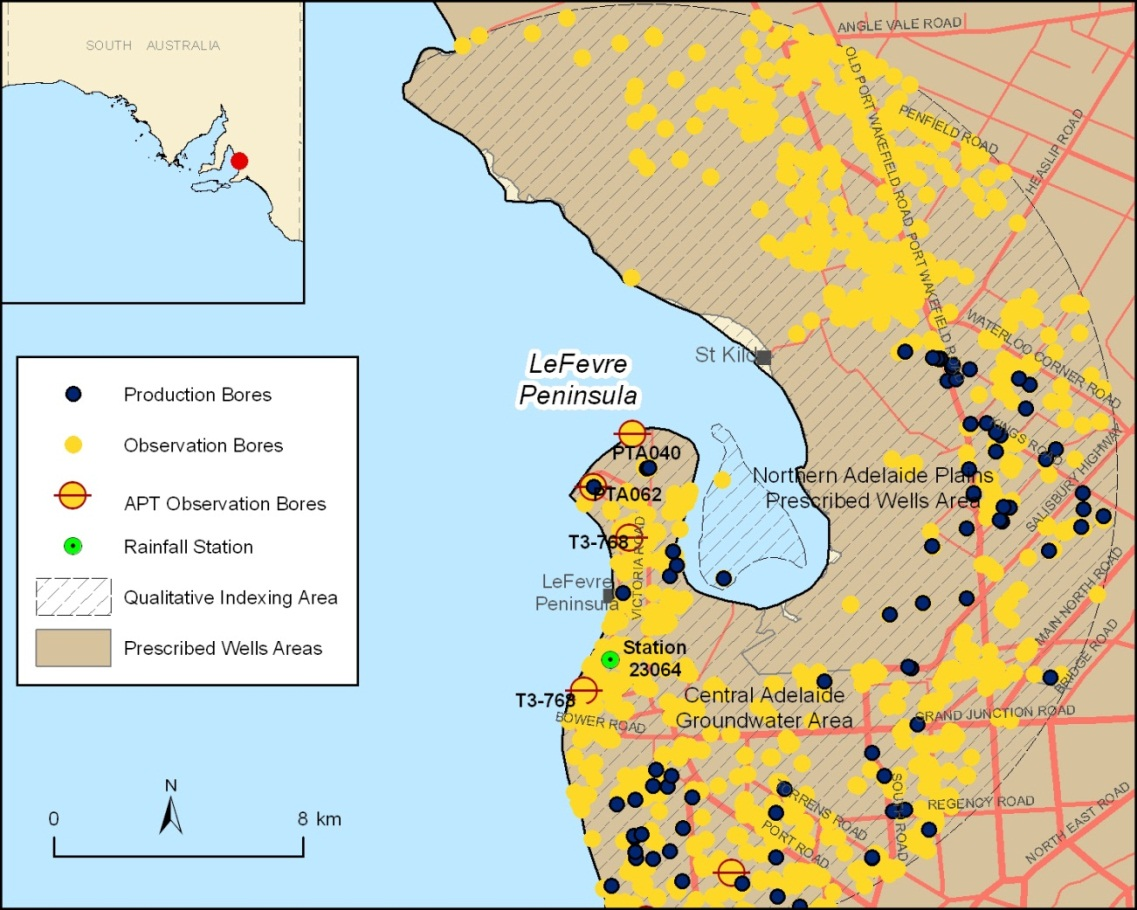 SOUTH AUSTRALIA
ANGLE VALE ROAD
OLD PORT WAKEFIELD ROAD
PENFIELD ROAD
HEASLIP ROAD
PORT WAKEFIELD R
WATERLOO CORNER ROAD
St Kild
LeFevre
Peninsula
Production Bores
Observation Bores
APT Observation Bores
Rainfall Station
Qualitative Indexing Area
Prescribed Wells Areas
PTA040
PTA062
T3-768
VICTORIA ROAD
LeFevre
Peninsula
KINGS ROAD
SALISBURY HIGHWAY
Northern Adelaide Plains
Prescribed Wells Area
MAIN NORTH ROAD
BRIDGE ROAD
Station
23064
T3-768
BOWER ROAD
Central Adelaide
Groundwater Area
GRAND JUNCTION ROAD
TORRENS ROAD
PORT ROAD
SOUTH ROAD
REGENCY ROAD
NORTH EAST ROAD
N
0 8 km